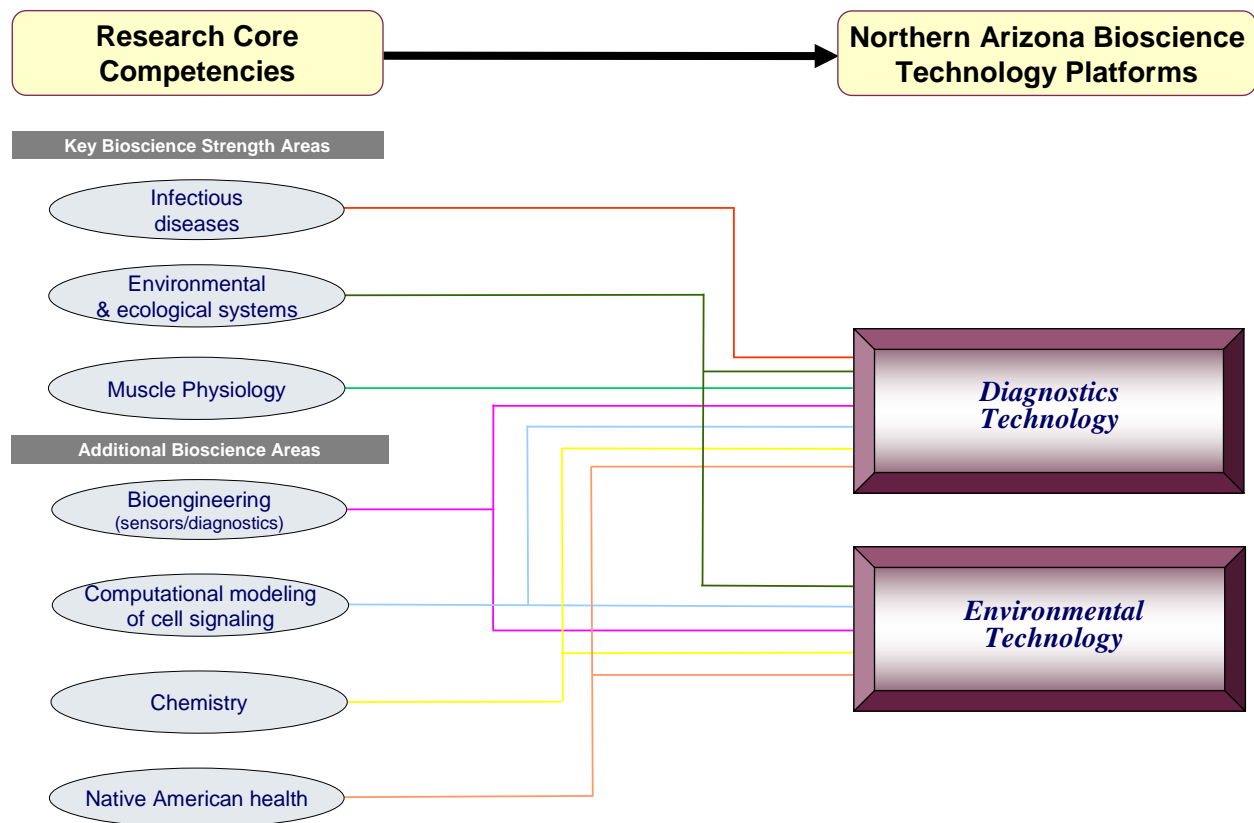 Research Core
Competencies
Northern Arizona Bioscience
Technology Platforms
Key Bioscience Strength Areas
Infectious
diseases
Environmental
& ecological systems
Muscle Physiology
Additional Bioscience Areas
Bioengineering
(sensors/diagnostics)
Computational modeling
of cell signaling
Chemistry
Native American health
Diagnostics
Technology
Environmental
Technology